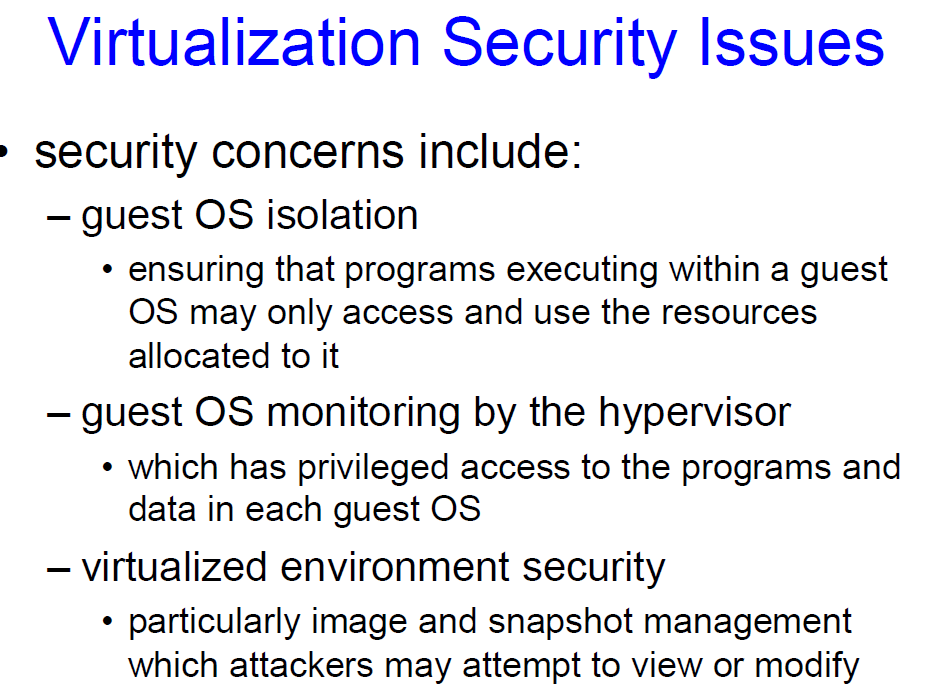 Virtualization Security Issues
• security concerns include:
– guest OS isolation
• ensuring that programs executing within a guest
OS may only access and use the resources
allocated to it
– guest OS monitoring by the hypervisor
• which has privileged access to the programs and
data in each guest OS
– virtualized environment security
• particularly image and snapshot management
which attackers may attempt to view or modify